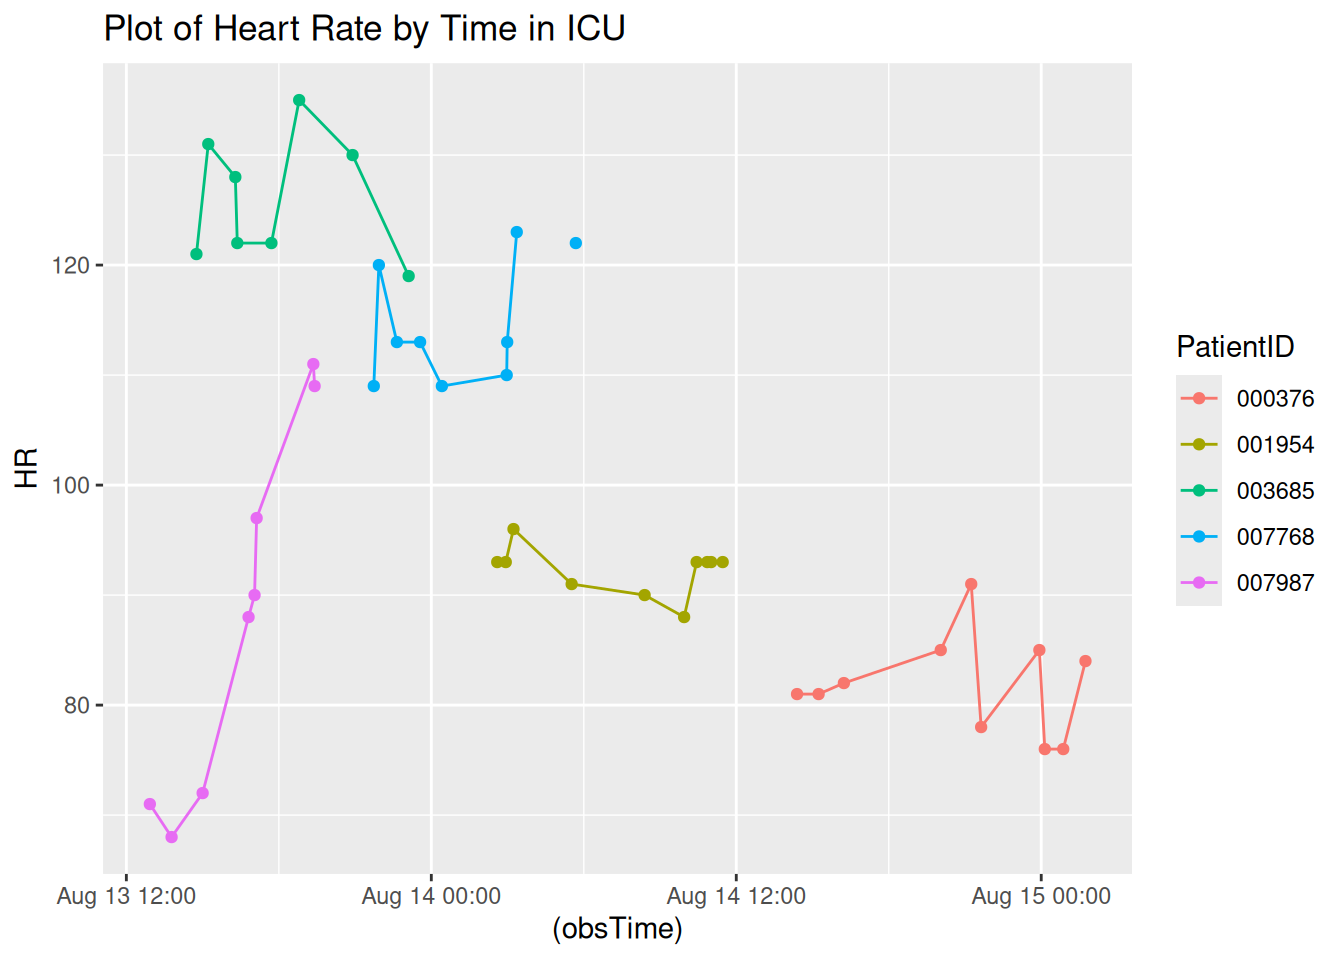 Plot of Heart Rate by Time in ICU
HR
120
100
80
Aug 13 12:00
Aug 14 00:00
Aug 14 12:00
Aug 15 00:00
(obsTime)
PatientID
000376
001954
003685
007768
007987